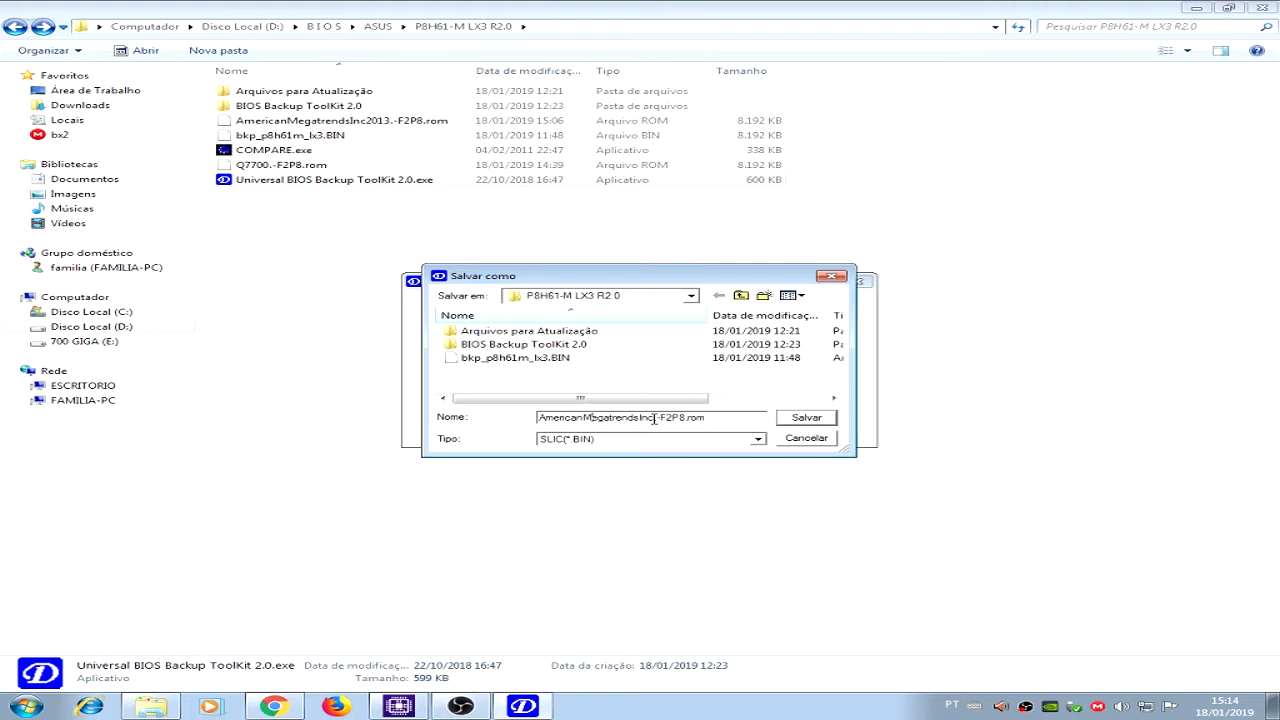 Computador
Disco Local (D:)
B I O S
ASUS
P8H61-M LX3 R2.0
Pesquisar P8H61-M LX3 R2.0
Organizar
Abrir
Nova pasta
Favoritos
Área de Trabalho
Downloads
Locais
bx2
Bibliotecas
Documentos
Imagens
Músicas
Vídeos
Grupo doméstico
familia (FAMILIA-PC)
Computador
Disco Local (C:)
Disco Local (D:)
700 GIGA (E:)
Rede
ESCRITORIO
FAMILIA-PC
Nome Data de modificaç... Tipo Tamanho
Arquivos para Atualização 18/01/2019 12:21 Pasta de arquivos
BIOS Backup ToolKit 2.0 18/01/2019 12:23 Pasta de arquivos
AmericanMegatrendsInc2013.-F2P8.rom 18/01/2019 15:06 Arquivo ROM 8.192 KB
bkp_p8h61m_lx3.BIN 18/01/2019 11:48 Arquivo BIN 8.192 KB
COMPARE.exe 04/02/2011 22:47 Aplicativo 338 KB
Q7700.-F2P8.rom 18/01/2019 14:39 Arquivo ROM 8.192 KB
Universal BIOS Backup ToolKit 2.0.exe 22/10/2018 16:47 Aplicativo 600 KB
Salvar como
Salvar em: P8H61-M LX3 R2.0
Nome Data de modificaç... Ti
Arquivos para Atualização 18/01/2019 12:21 Pa
BIOS Backup ToolKit 2.0 18/01/2019 12:23 Pa
bkp_p8h61m_lx3.BIN 18/01/2019 11:48
Nome: AmericanMegatrendsInc.-F2P8.rom Salvar
Tipo: SLIC(*.BIN) Cancelar
Universal BIOS Backup ToolKit 2.0.exe Data de modificaç... 22/10/2018 16:47 Data da criação: 18/01/2019 12:23
Aplicativo Tamanho: 599 KB
PT 15:14
18/01/2019